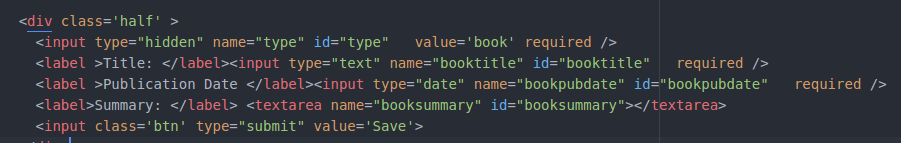 <div class='half' >
<input type="hidden" name="type" id="type"   value='book' required />
<label >Title: </label><input type="text" name="booktitle" id="booktitle"   required />
<label >Publication Date </label><input type="date" name="bookpubdate" id="bookpubdate"   required />
<label>Summary: </label> <textarea name="booksummary" id="booksummary"></textarea>
<input class='btn' type="submit" value='Save'>